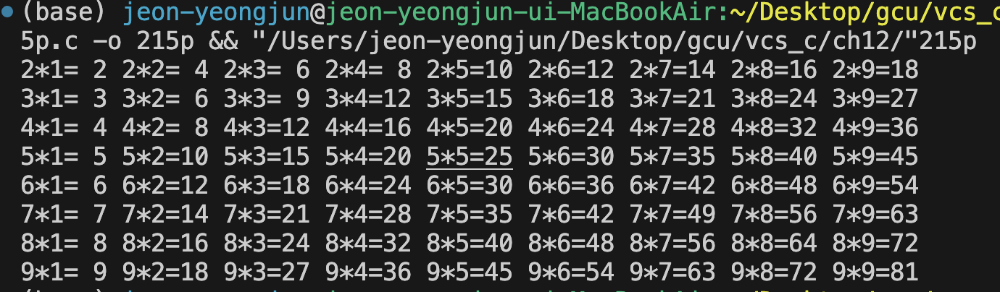 (base) jeon-yeongjun@jeon-yeongjun-ui-MacBookAir:~/Desktop/gcu/vcs_c
5p.c -o 215p && "/Users/jeon-yeongjun/Desktop/gcu/vcs_c/ch12/"215p
2*1= 2 2*2= 4 2*3= 6 2*4= 8 2*5=10 2*6=12 2*7=14 2*8=16 2*9=18
3*1= 3 3*2= 6 3*3= 9 3*4=12 3*5=15 3*6=18 3*7=21 3*8=24 3*9=27
4*1= 4 4*2= 8 4*3=12 4*4=16 4*5=20 4*6=24 4*7=28 4*8=32 4*9=36
5*1= 5 5*2=10 5*3=15 5*4=20 5*5=25 5*6=30 5*7=35 5*8=40 5*9=45
6*1= 6 6*2=12 6*3=18 6*4=24 6*5=30 6*6=36 6*7=42 6*8=48 6*9=54
7*1= 7 7*2=14 7*3=21 7*4=28 7*5=35 7*6=42 7*7=49 7*8=56 7*9=63
8*1= 8 8*2=16 8*3=24 8*4=32 8*5=40 8*6=48 8*7=56 8*8=64 8*9=72
9*1= 9 9*2=18 9*3=27 9*4=36 9*5=45 9*6=54 9*7=63 9*8=72 9*9=81